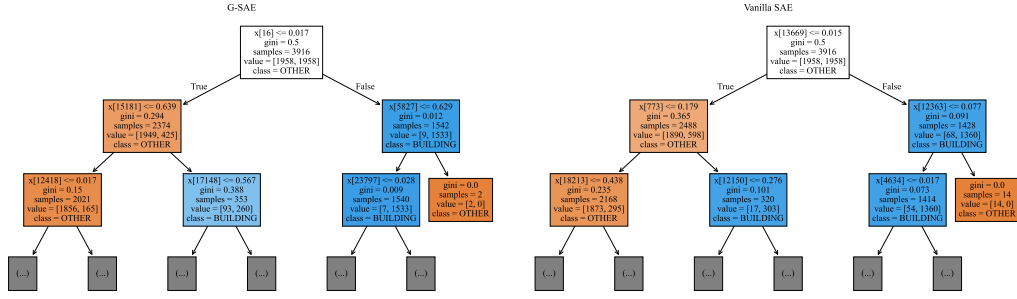 G-SAE
x[16] <= 0.017
gini = 0.5
samples = 3916
value = [1958, 1958]
class = OTHER
True
False
x[15181] <= 0.639
gini = 0.294
samples = 2374
value = [1949, 425]
class = OTHER
x[5827] <= 0.629
gini = 0.012
samples = 1542
value = [9, 1533]
class = BUILDING
x[12418] <= 0.017
gini = 0.15
samples = 2021
value = [1856, 165]
class = OTHER
x[17148] <= 0.567
gini = 0.388
samples = 353
value = [93, 260]
class = BUILDING
x[23797] <= 0.028
gini = 0.009
samples = 1540
value = [7, 1533]
class = BUILDING
gini = 0.0
samples = 2
value = [2, 0]
class = OTHER
(...)
(...)
(...)
(...)
(...)
(...)
Vanilla SAE
x[13669] <= 0.015
gini = 0.5
samples = 3916
value = [1958, 1958]
class = OTHER
True
False
x[773] <= 0.179
gini = 0.365
samples = 2488
value = [1890, 598]
class = OTHER
x[12363] <= 0.077
gini = 0.091
samples = 1428
value = [68, 1360]
class = BUILDING
x[18213] <= 0.438
gini = 0.235
samples = 2168
value = [1873, 295]
class = OTHER
x[12150] <= 0.276
gini = 0.101
samples = 320
value = [17, 303]
class = BUILDING
x[4634] <= 0.017
gini = 0.073
samples = 1414
value = [54, 1360]
class = BUILDING
gini = 0.0
samples = 14
value = [14, 0]
class = OTHER
(...)
(...)
(...)
(...)
(...)
(...)